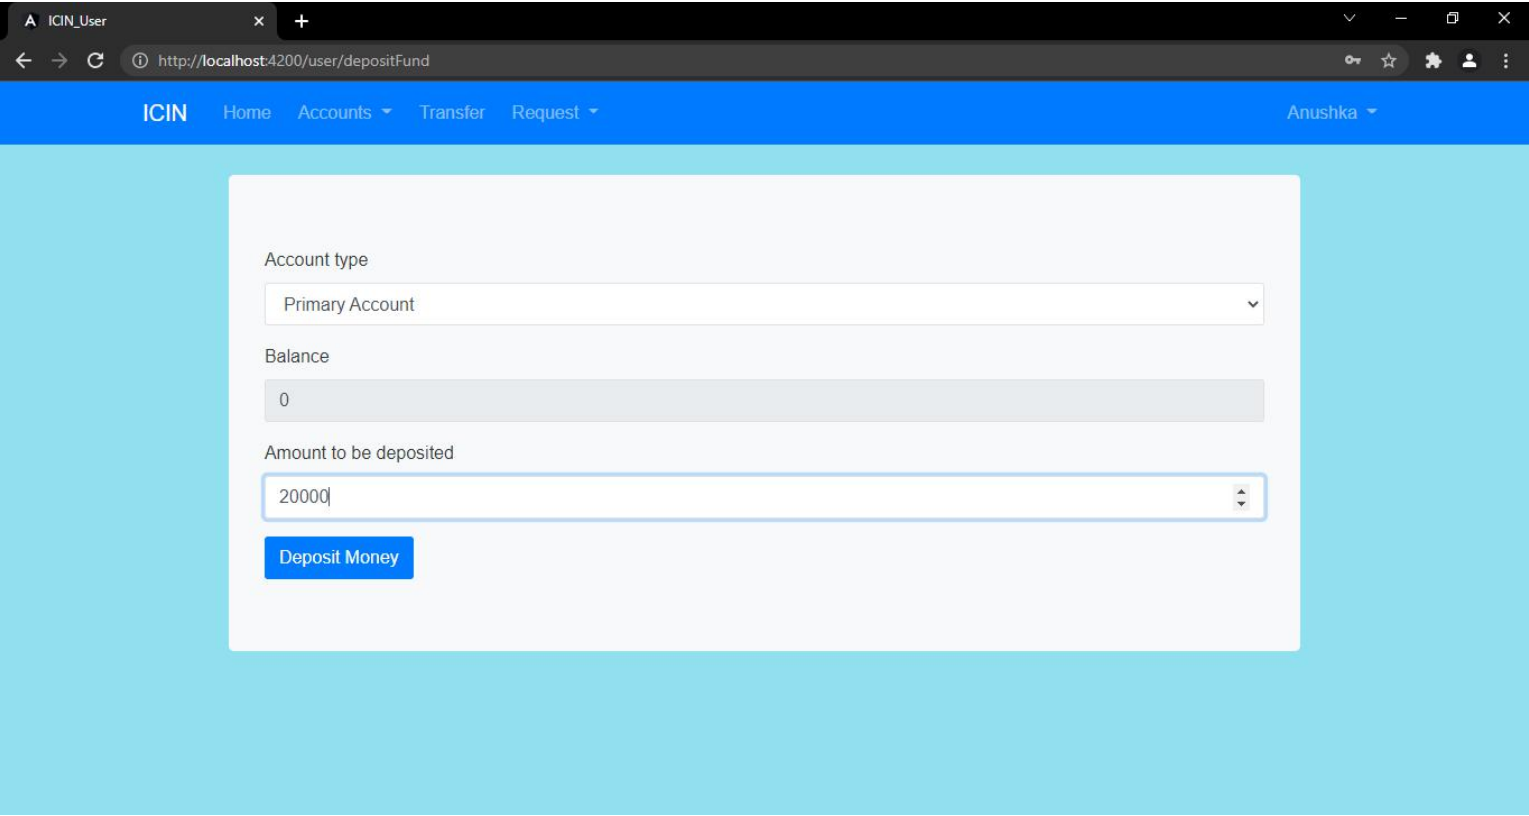 ICIN_User
http://localhost:4200/user/depositFund
ICIN Home Accounts Transfer Request Anushka
Account type
Primary Account
Balance
0
Amount to be deposited
20000
Deposit Money